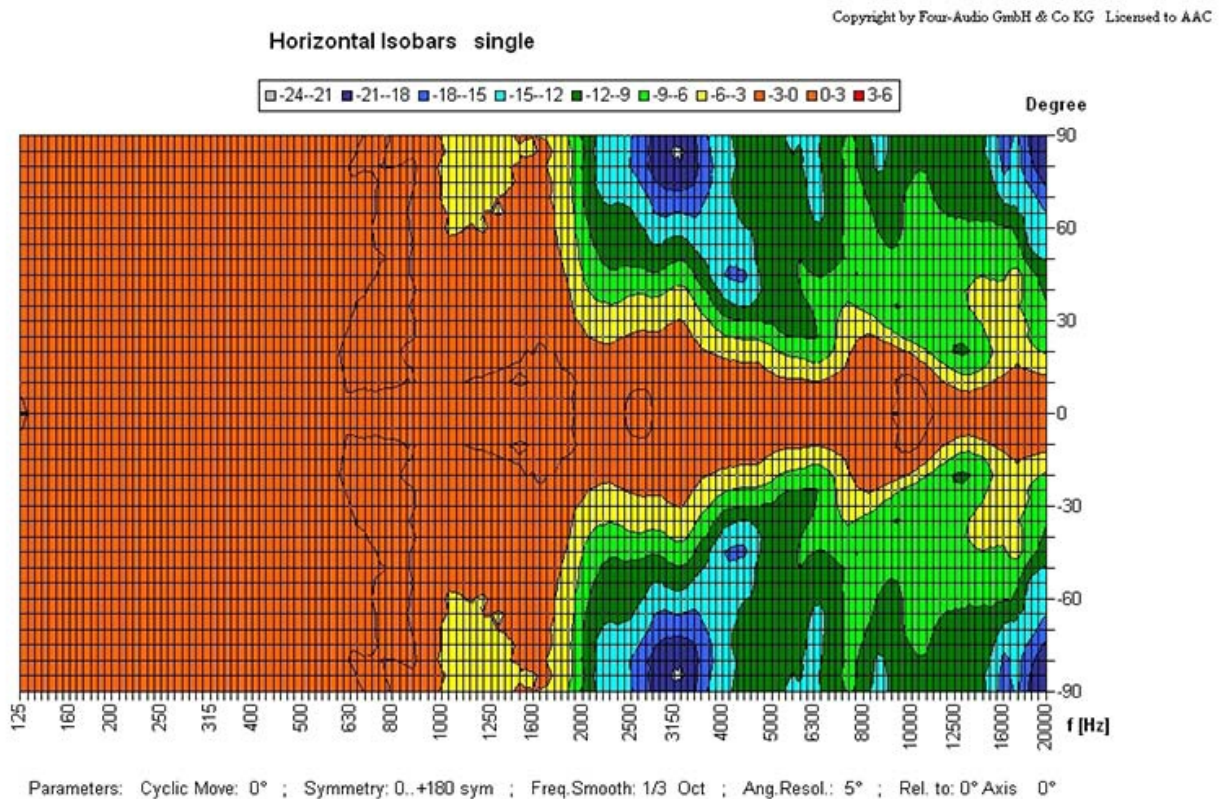 Copyright by Four-Audio GmbH & Co KG Licensed to AAC
Horizontal Isobars single
-24--21 -21--18 -18--15 -15--12 -12--9 -9--6 -6--3 -3-0 0-3 3-6
Degree
90
60
30
0
-30
-60
-90
125 160 200 250 315 400 500 630 800 1000 1250 1600 2000 2500 3150 4000 5000 6300 8000 10000 12500 16000 20000
f [Hz]
Parameters: Cyclic Move: 0° ; Symmetry: 0..+180 sym ; Freq.Smooth: 1/3 Oct ; Ang.Resol.: 5° ; Rel. to: 0° Axis 0°